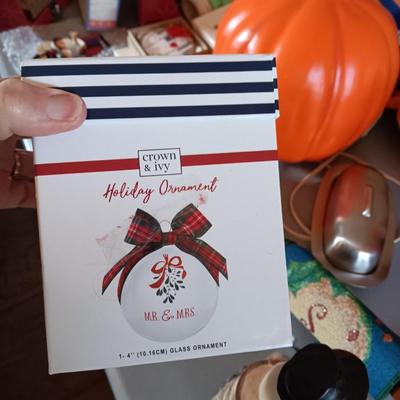 crown
& ivy
Holiday Ornament
MR. & MRS.
1- 4" (10.16CM) GLASS ORNAMENT